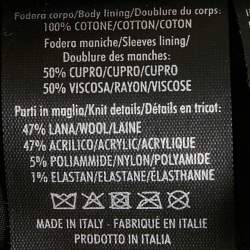 Fodera corpo/Body lining/Doublure du corps:
100% COTONE/COTTON/COTON
Fodera maniche/Sleeves lining/
Doublure des manches:
50% CUPRO/CUPRO/CUPRO
50% VISCOSA/RAYON/VISCOSE
Parti in maglia/Knit details/Détails en tricot:
47% LANA/WOOL/LAINE
47% ACRILICO/ACRYLIC/ACRYLIQUE
5% POLIAMMIDE/NYLON/POLYAMIDE
1% ELASTAN/ELASTANE/ÉLASTHANNE
MADE IN ITALY - FABRIQUÉ EN ITALIE
PRODOTTO IN ITALIA